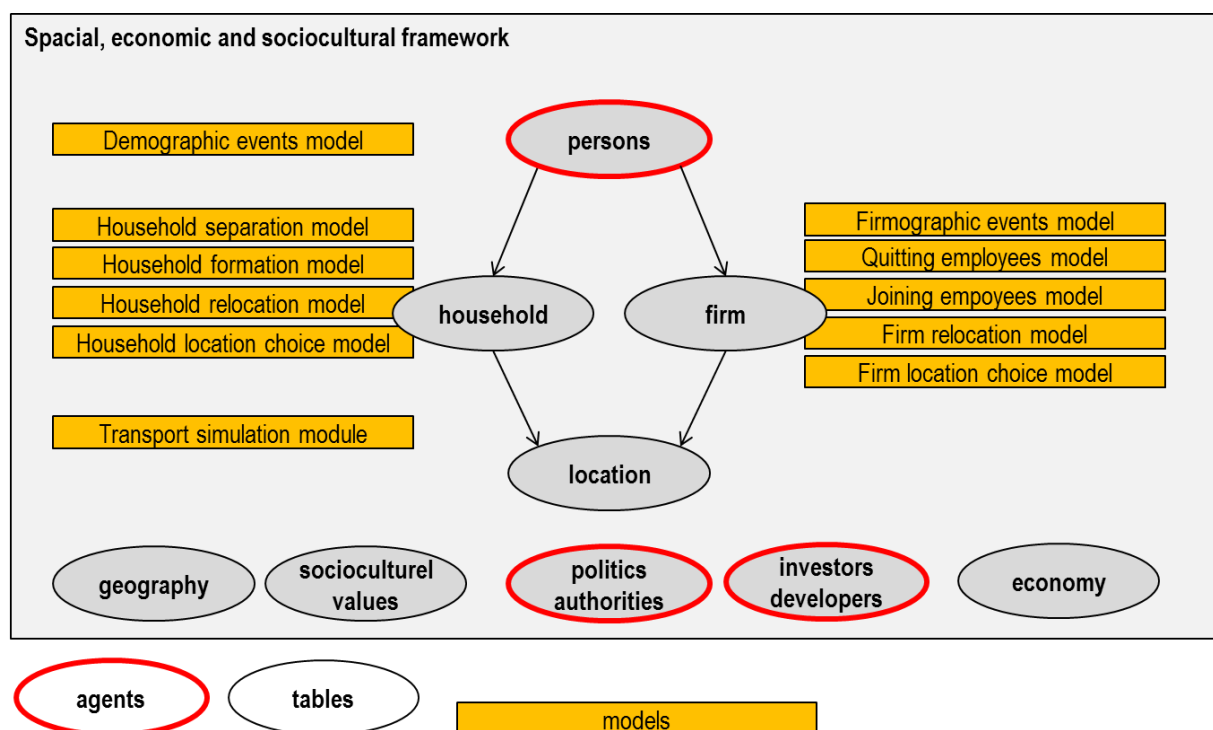 Spacial, economic and sociocultural framework
Demographic events model
persons
Household separation model
Household formation model
Household relocation model
Household location choice model
Firmographic events model
Quitting employees model
Joining empoyees model
Firm relocation model
Firm location choice model
household
firm
Transport simulation module
location
geography
socioculturel
values
politics
authorities
investors
developers
economy
agents
tables
models